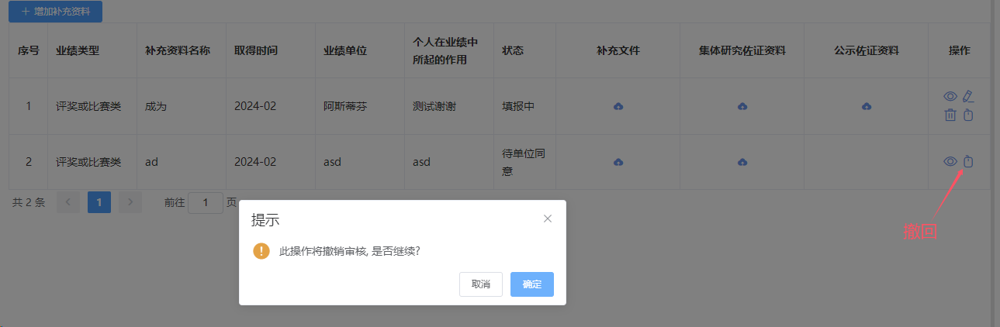 + 增加补充资料
序号 业绩类型 补充资料名称 取得时间 业绩单位 个人在业绩中 状态 补充文件 集体研究佐证资料 公示佐证资料 操作
所起的作用
1 评奖或比赛类 成为 2024-02 阿斯蒂芬 测试谢谢 填报中
2 评奖或比赛类 ad 2024-02 asd asd 待单位同
意
共 2 条 < 1 > 前往 1 页
撤回
提示
此操作将撤销审核, 是否继续?
取消 确定